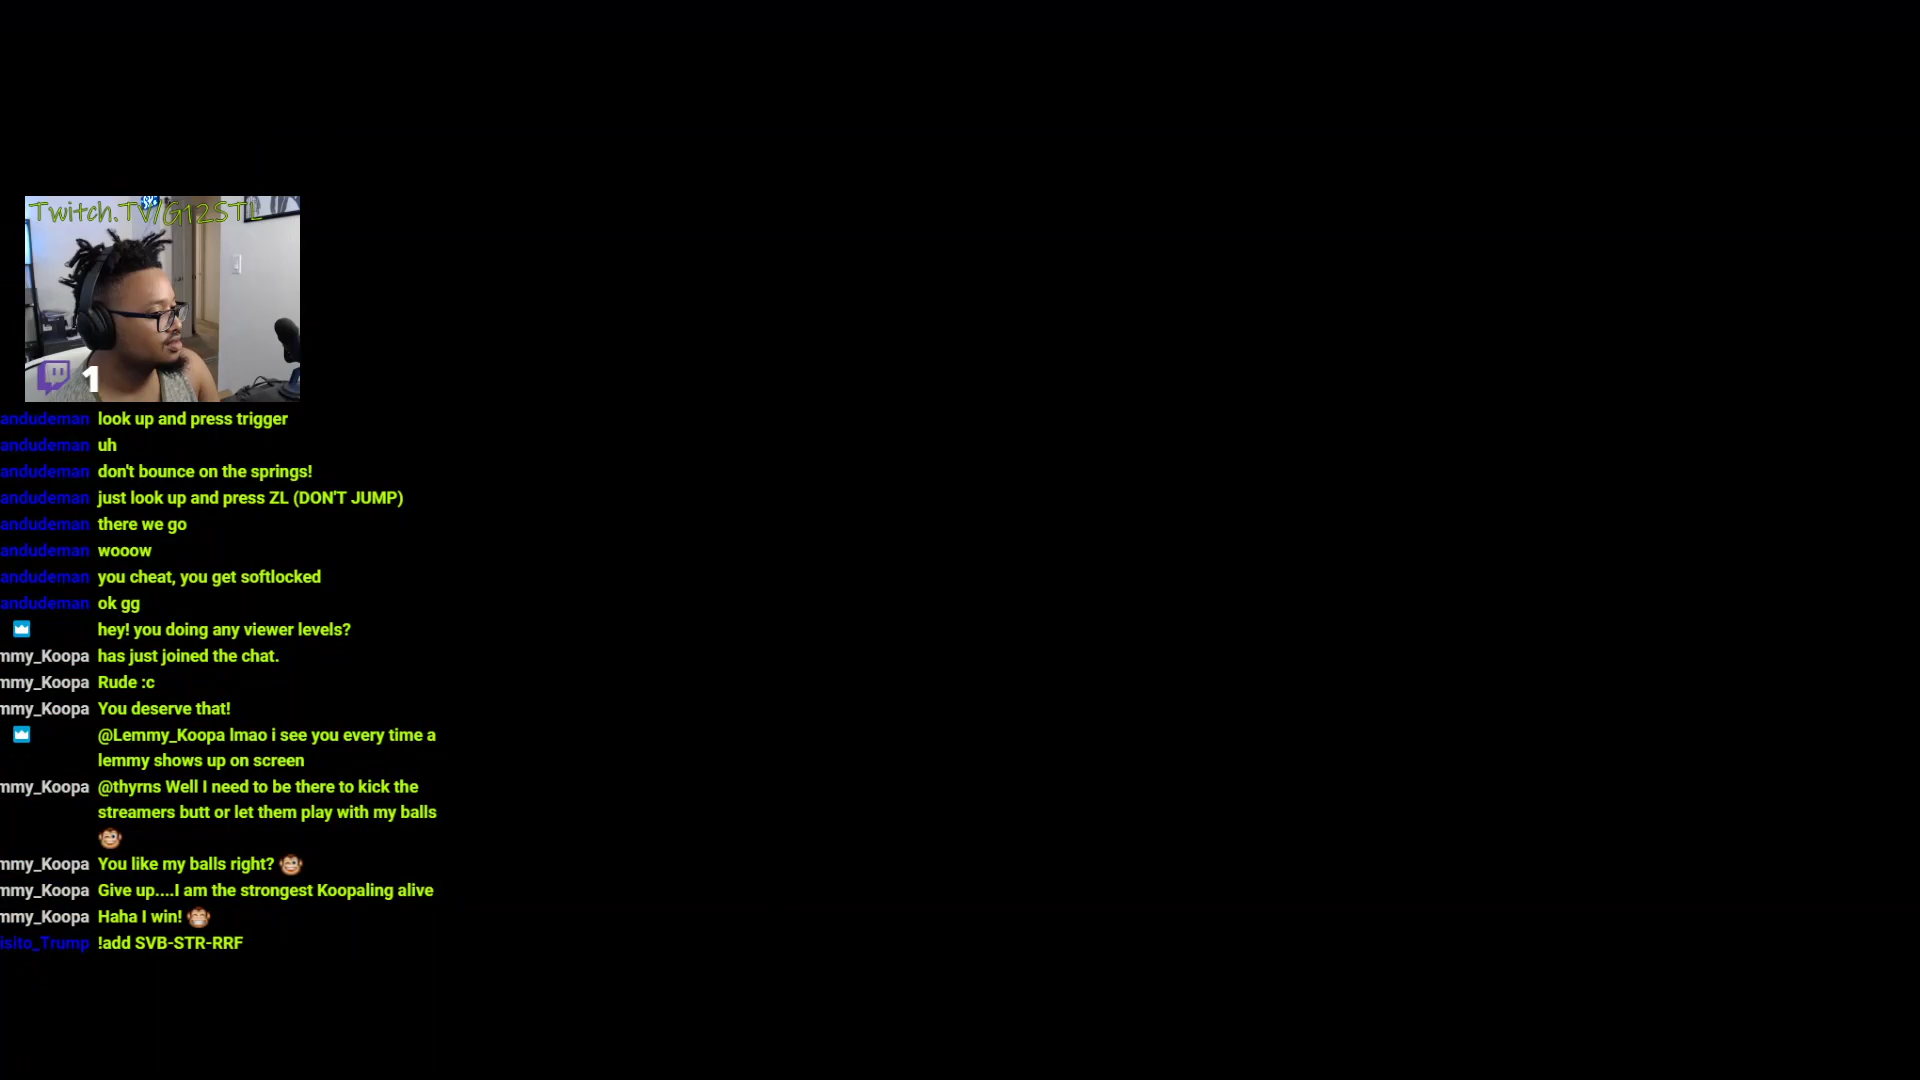 Twitch.TV/G12STL
1
andudeman look up and press trigger
andudeman uh
andudeman don't bounce on the springs!
andudeman just look up and press ZL (DON'T JUMP)
andudeman there we go
andudeman wooow
andudeman you cheat, you get softlocked
andudeman ok gg
hey! you doing any viewer levels?
mmy_Koopa has just joined the chat.
mmy_Koopa Rude :c
mmy_Koopa You deserve that!
@Lemmy_Koopa lmao i see you every time a
lemmy shows up on screen
mmy_Koopa @thyrns Well I need to be there to kick the
streamers butt or let them play with my balls
mmy_Koopa You like my balls right?
mmy_Koopa Give up....I am the strongest Koopaling alive
mmy_Koopa Haha I win!
isito_Trump !add SVB-STR-RRF